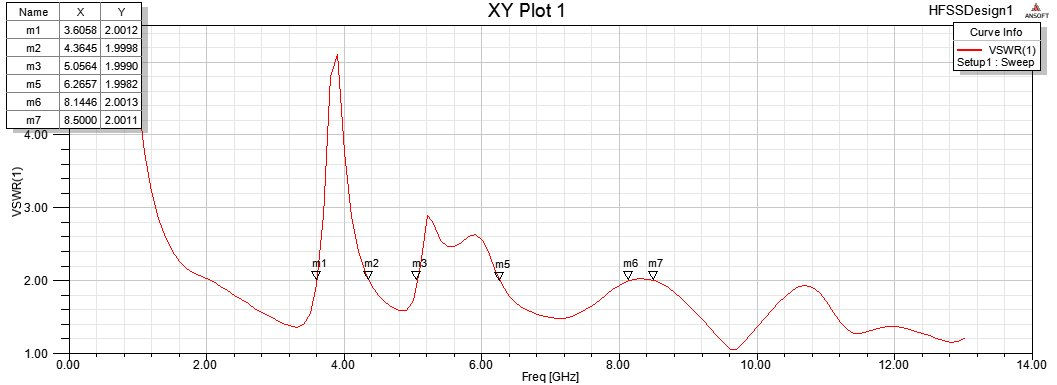 XY Plot 1
HFSSDesign1
ANSOFT
Name X Y
m1 3.6058 2.0012
m2 4.3645 1.9998
m3 5.0564 1.9990
m5 6.2657 1.9982
m6 8.1446 2.0013
m7 8.5000 2.0011
Curve Info
VSWR(1)
Setup1 : Sweep
4.00
3.00
2.00
1.00
VSWR(1)
m1 m2 m3 m5 m6 m7
0.00 2.00 4.00 6.00 8.00 10.00 12.00 14.00
Freq [GHz]